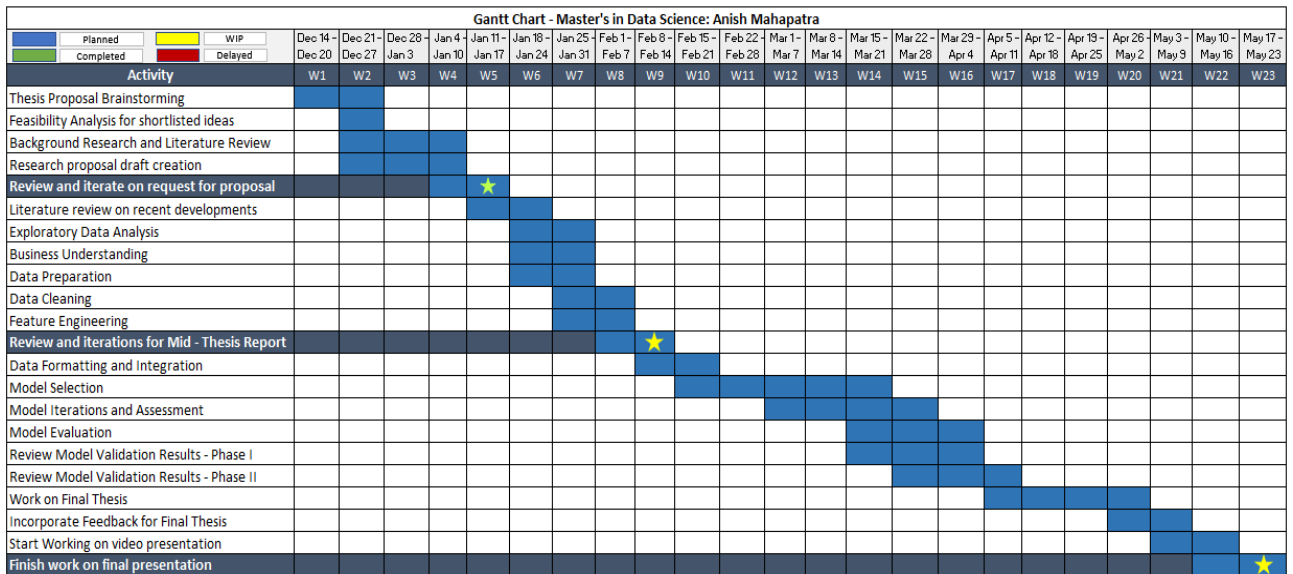 Gantt Chart - Master's in Data Science: Anish Mahapatra
Planned WIP
Completed Delayed
Dec 14 - Dec 20 Dec 21 - Dec 27 Dec 28 - Jan 3 Jan 4 - Jan 10 Jan 11 - Jan 17 Jan 18 - Jan 24 Jan 25 - Jan 31 Feb 1 - Feb 7 Feb 8 - Feb 14 Feb 15 - Feb 21 Feb 22 - Feb 28 Mar 1 - Mar 7 Mar 8 - Mar 14 Mar 15 - Mar 21 Mar 22 - Mar 28 Mar 29 - Apr 4 Apr 5 - Apr 11 Apr 12 - Apr 18 Apr 19 - Apr 25 Apr 26 - May 2 May 3 - May 9 May 10 - May 16 May 17 - May 23
Activity W1 W2 W3 W4 W5 W6 W7 W8 W9 W10 W11 W12 W13 W14 W15 W16 W17 W18 W19 W20 W21 W22 W23
Thesis Proposal Brainstorming
Feasibility Analysis for shortlisted ideas
Background Research and Literature Review
Research proposal draft creation
Review and iterate on request for proposal
Literature review on recent developments
Exploratory Data Analysis
Business Understanding
Data Preparation
Data Cleaning
Feature Engineering
Review and iterations for Mid - Thesis Report
Data Formatting and Integration
Model Selection
Model Iterations and Assessment
Model Evaluation
Review Model Validation Results - Phase I
Review Model Validation Results - Phase II
Work on Final Thesis
Incorporate Feedback for Final Thesis
Start Working on video presentation
Finish work on final presentation